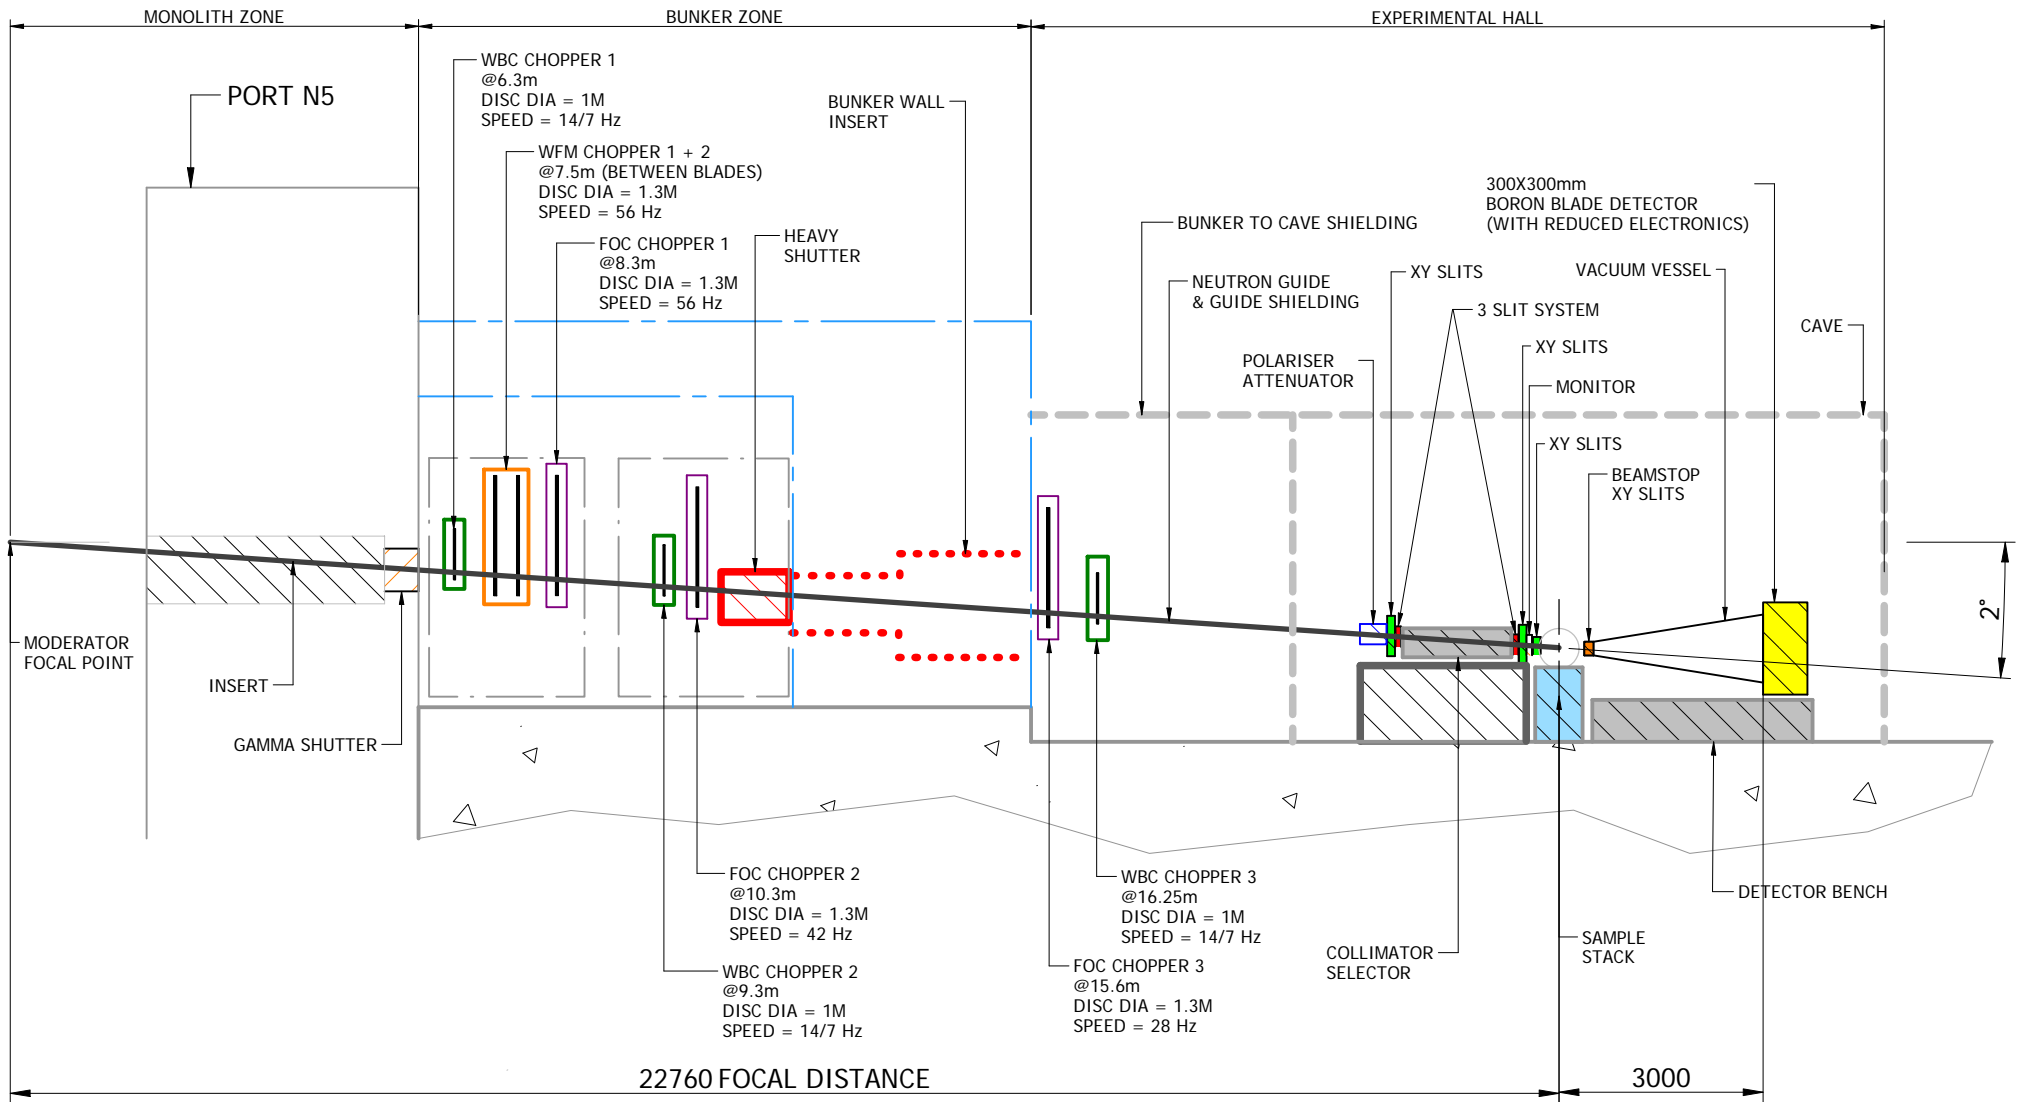 MONOLITH ZONE
BUNKER ZONE
EXPERIMENTAL HALL
PORT N5
WBC CHOPPER 1
@6.3m
DISC DIA = 1M
SPEED = 14/7 Hz
WFM CHOPPER 1 + 2
@7.5m (BETWEEN BLADES)
DISC DIA = 1.3M
SPEED = 56 Hz
FOC CHOPPER 1
@8.3m
DISC DIA = 1.3M
SPEED = 56 Hz
HEAVY
SHUTTER
BUNKER WALL
INSERT
BUNKER TO CAVE SHIELDING
NEUTRON GUIDE
& GUIDE SHIELDING
POLARISER
ATTENUATOR
XY SLITS
3 SLIT SYSTEM
XY SLITS
MONITOR
XY SLITS
BEAMSTOP
XY SLITS
300X300mm
BORON BLADE DETECTOR
(WITH REDUCED ELECTRONICS)
VACUUM VESSEL
CAVE
2°
MODERATOR
FOCAL POINT
INSERT
GAMMA SHUTTER
FOC CHOPPER 2
@10.3m
DISC DIA = 1.3M
SPEED = 42 Hz
WBC CHOPPER 2
@9.3m
DISC DIA = 1M
SPEED = 14/7 Hz
WBC CHOPPER 3
@16.25m
DISC DIA = 1M
SPEED = 14/7 Hz
FOC CHOPPER 3
@15.6m
DISC DIA = 1.3M
SPEED = 28 Hz
COLLIMATOR
SELECTOR
SAMPLE
STACK
DETECTOR BENCH
22760 FOCAL DISTANCE
3000